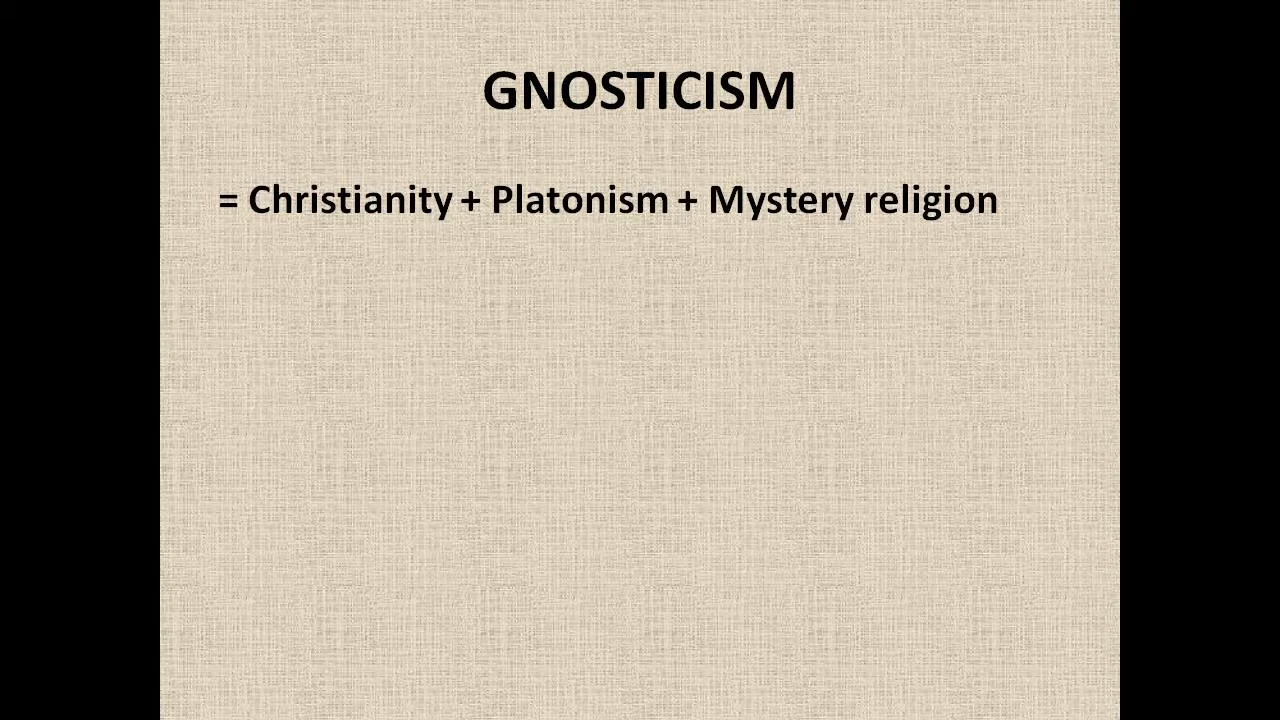 GNOSTICISM
= Christianity + Platonism + Mystery religion